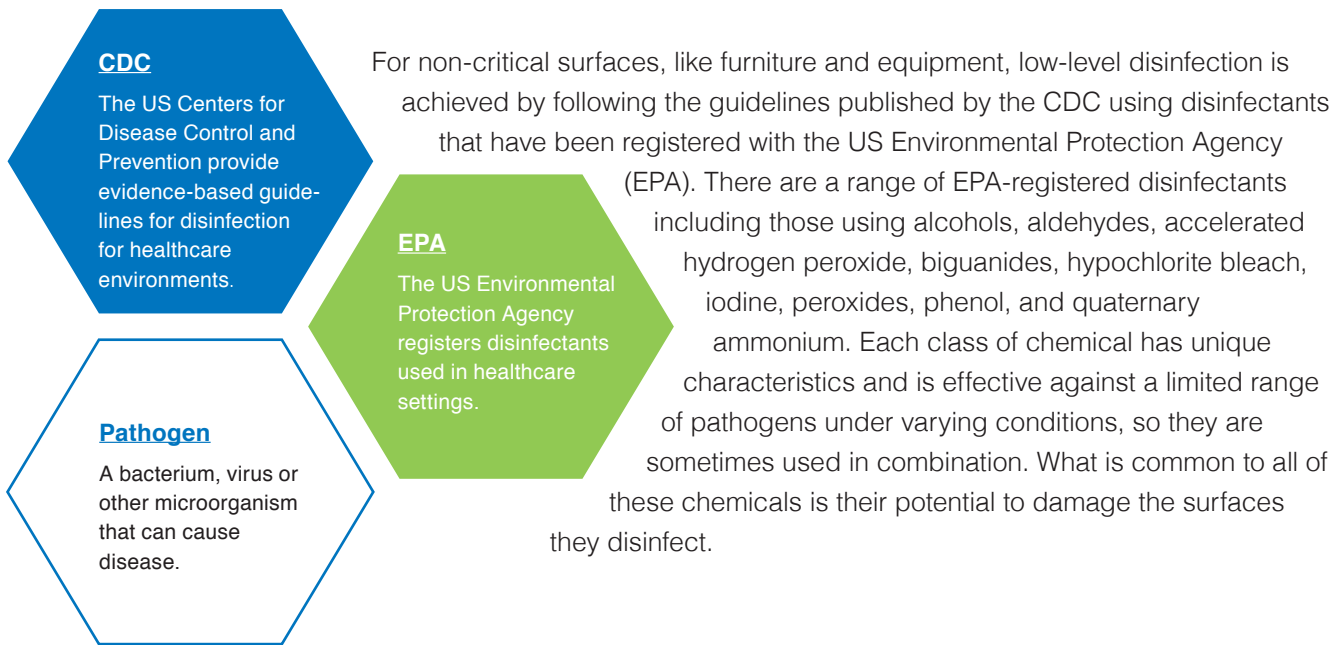 CDC
The US Centers for
Disease Control and
Prevention provide
evidence-based guide-
lines for disinfection
for healthcare
environments.
EPA
The US Environmental
Protection Agency
registers disinfectants
used in healthcare
settings.
Pathogen
A bacterium, virus or
other microorganism
that can cause
disease.
For non-critical surfaces, like furniture and equipment, low-level disinfection is
achieved by following the guidelines published by the CDC using disinfectants
that have been registered with the US Environmental Protection Agency
(EPA). There are a range of EPA-registered disinfectants
including those using alcohols, aldehydes, accelerated
hydrogen peroxide, biguanides, hypochlorite bleach,
iodine, peroxides, phenol, and quaternary
ammonium. Each class of chemical has unique
characteristics and is effective against a limited range
of pathogens under varying conditions, so they are
sometimes used in combination. What is common to all of
these chemicals is their potential to damage the surfaces
they disinfect.